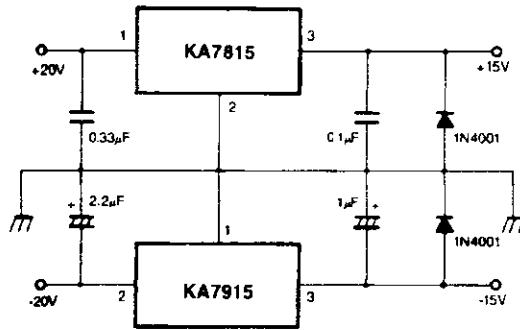 1
KA7815
3
+20V
+15V
2
0.33µF
0.1µF
1N4001
+
2.2µF
1
1µF
+
1N4001
-20V
2
KA7915
3
-15V